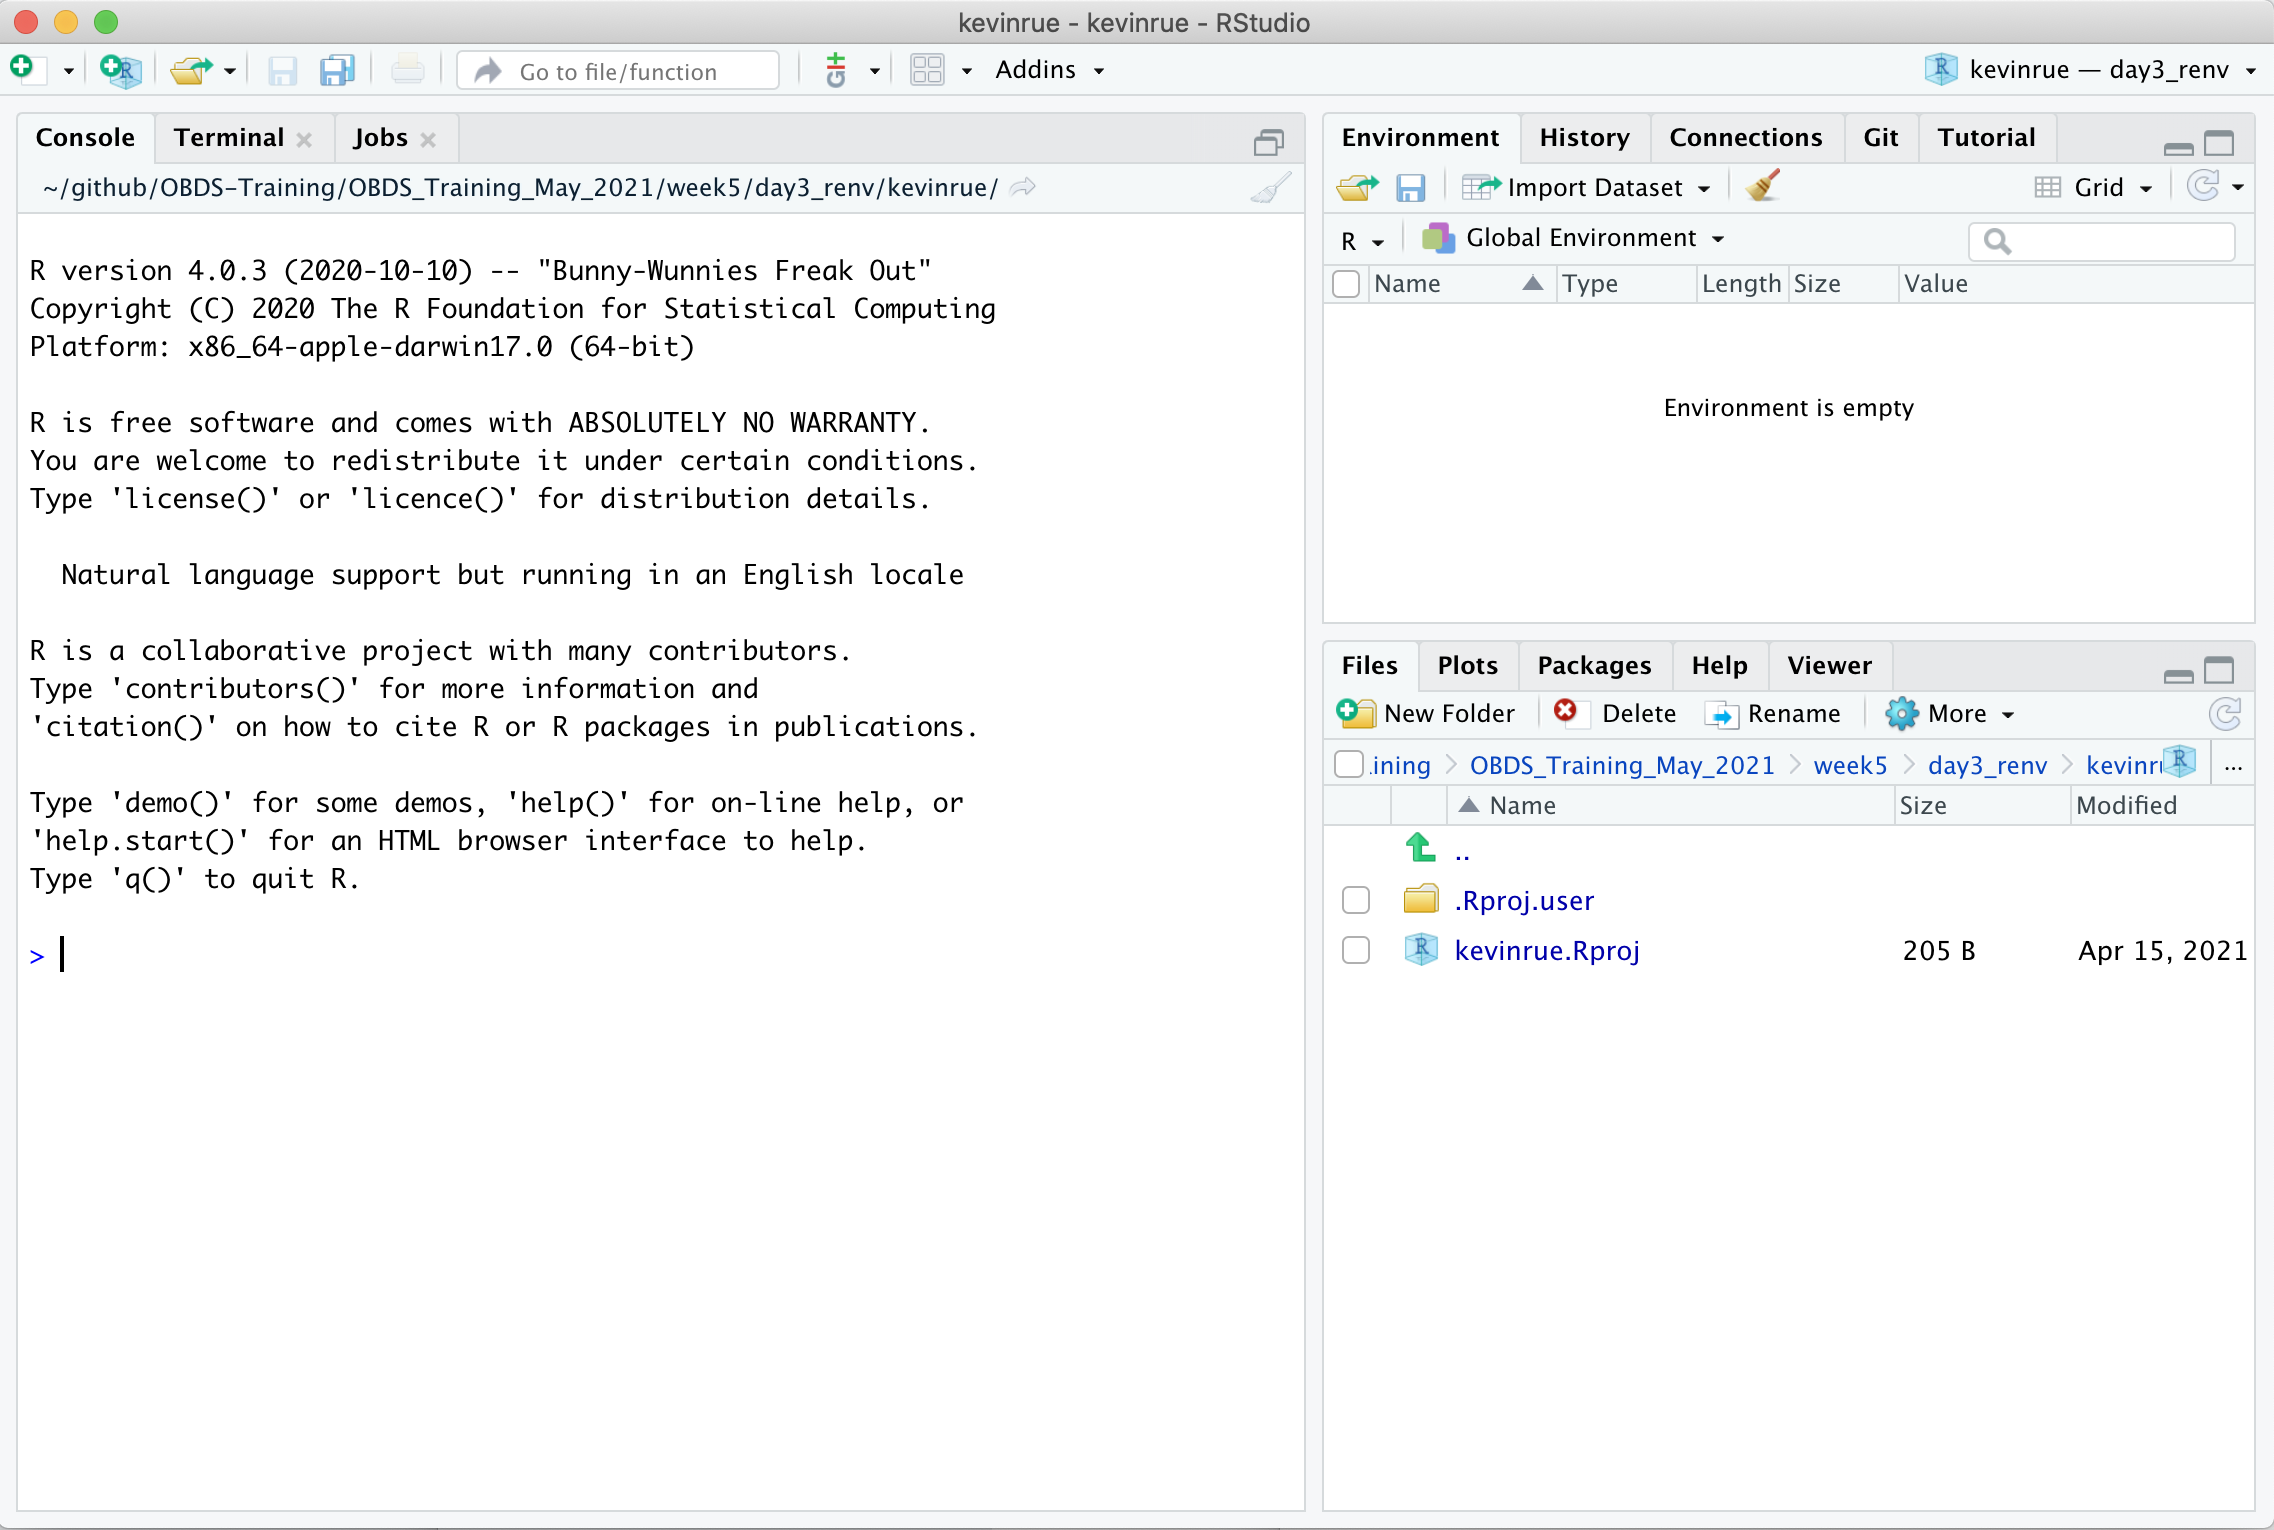 kevinrue - kevinrue - RStudio
Go to file/function
Addins
kevinrue — day3_renv
Console Terminal Jobs
~/github/OBDS-Training/OBDS_Training_May_2021/week5/day3_renv/kevinrue/
R version 4.0.3 (2020-10-10) -- "Bunny-Wunnies Freak Out"
Copyright (C) 2020 The R Foundation for Statistical Computing
Platform: x86_64-apple-darwin17.0 (64-bit)
R is free software and comes with ABSOLUTELY NO WARRANTY.
You are welcome to redistribute it under certain conditions.
Type 'license()' or 'licence()' for distribution details.
Natural language support but running in an English locale
R is a collaborative project with many contributors.
Type 'contributors()' for more information and
'citation()' on how to cite R or R packages in publications.
Type 'demo()' for some demos, 'help()' for on-line help, or
'help.start()' for an HTML browser interface to help.
Type 'q()' to quit R.
>
Environment History Connections Git Tutorial
Import Dataset Grid
R Global Environment
Name Type Length Size Value
Environment is empty
Files Plots Packages Help Viewer
New Folder Delete Rename More
ining OBDS_Training_May_2021 week5 day3_renv kevinr ...
Name Size Modified
..
.Rproj.user
kevinrue.Rproj 205 B Apr 15, 2021